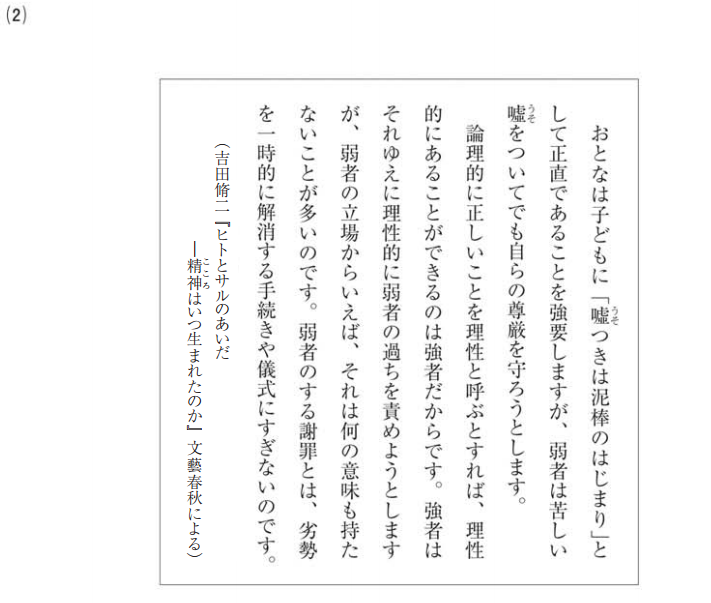 (2)
おとなは子どもに「嘘つきは泥棒のはじまり」と
して正直であることを強要しますが、弱者は苦しい
嘘をついてでも自らの尊厳を守ろうとします。
論理的に正しいことを理性と呼ぶとすれば、理性
的にあることができるのは強者だからです。強者は
それゆえに理性的に弱者の過ちを責めようとします
が、弱者の立場からいえば、それは何の意味も持た
ないことが多いのです。弱者のする謝罪とは、劣勢
を一時的に解消する手続きや儀式にすぎないのです。
（吉田脩二『ヒトとサルのあいだ
―精神はいつ生まれたのか』文藝春秋による）
うそ
うそ
こころ